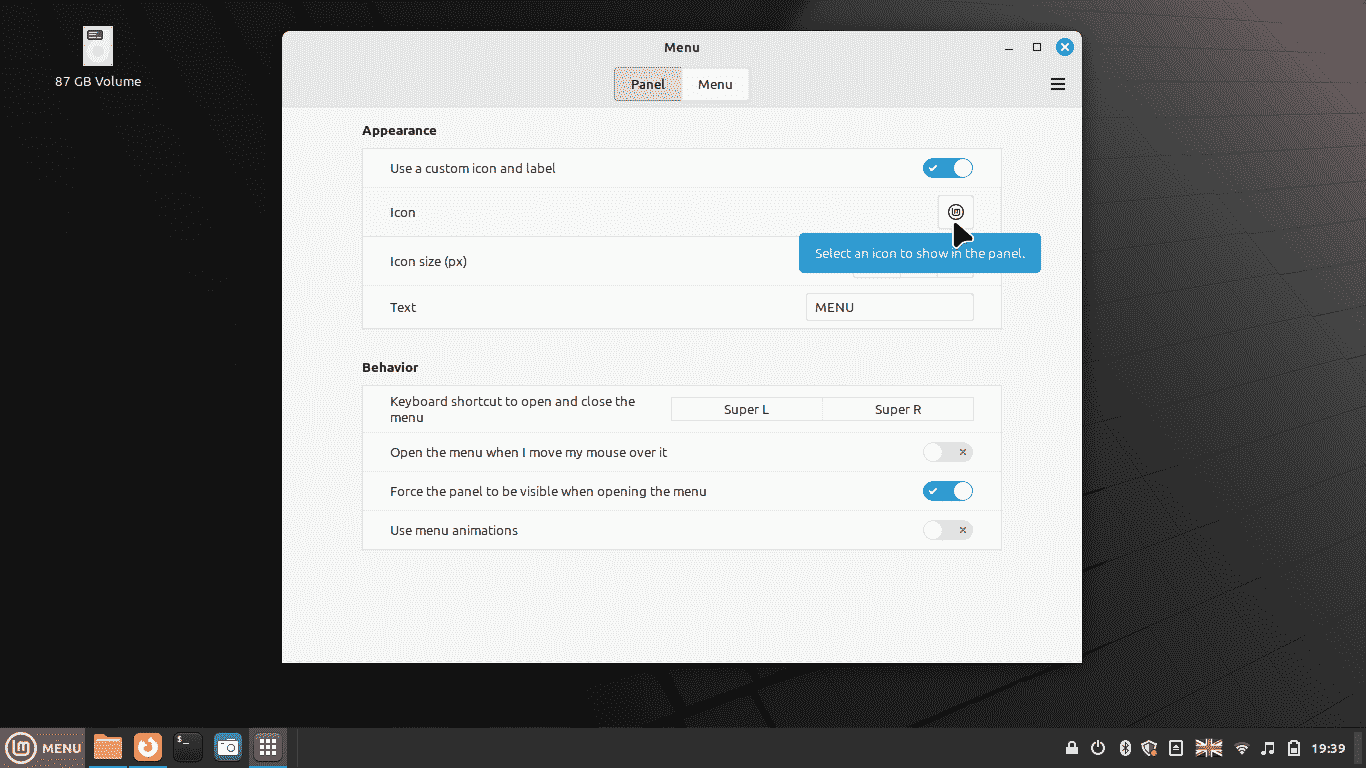 87 GB Volume
Menu
Panel
Menu
Appearance
Use a custom icon and label
Icon
Icon size (px)
Select an icon to show in the panel.
Text
MENU
Behavior
Keyboard shortcut to open and close the
menu
Super L
Super R
Open the menu when I move my mouse over it
Force the panel to be visible when opening the menu
Use menu animations
MENU
19:39